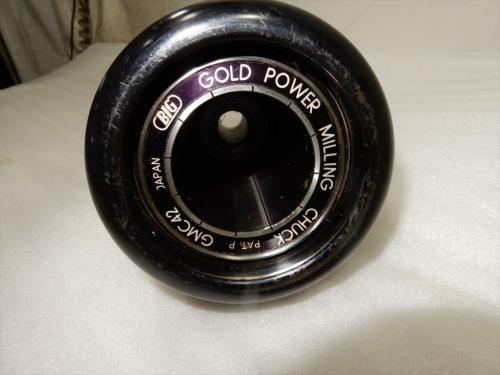 BIG GOLD POWER MILLING CHUCK
PAT. P
GMC42
JAPAN